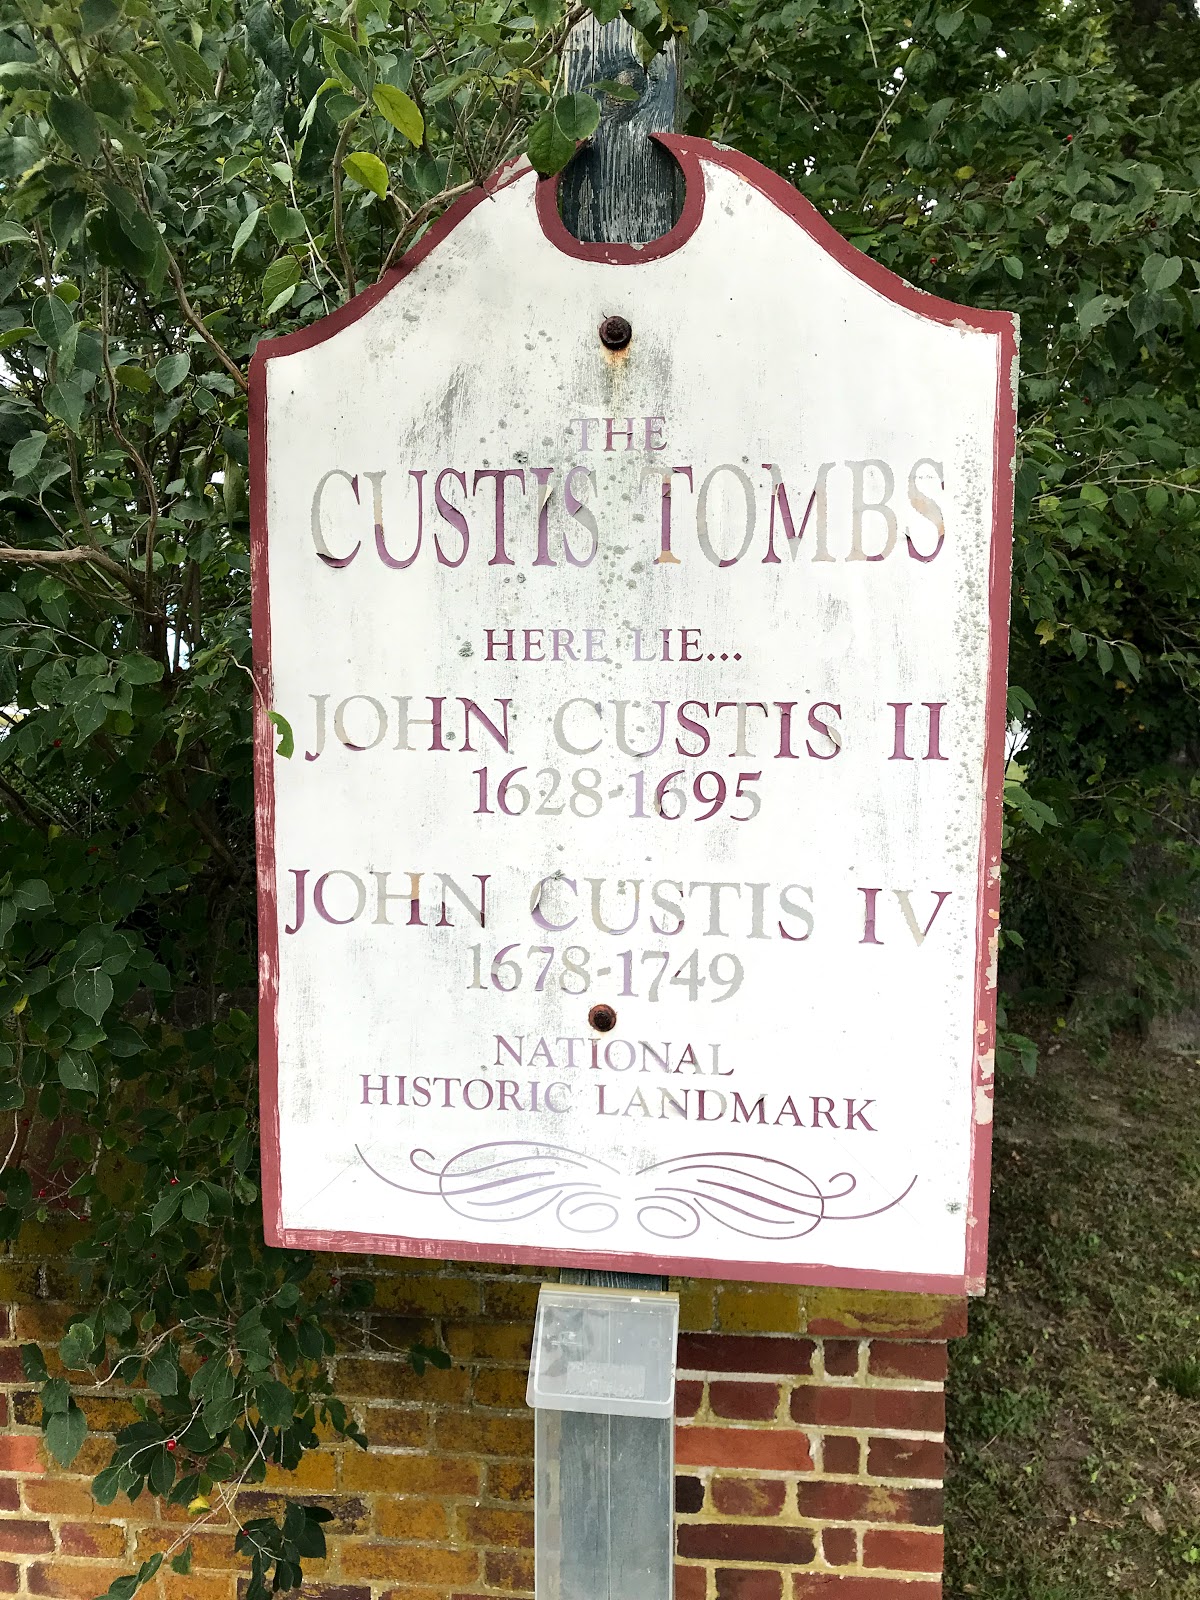 THE
CUSTIS TOMBS
HERE LIE...
JOHN CUSTIS II
1628-1695
JOHN CUSTIS IV
1678-1749
NATIONAL
HISTORIC LANDMARK